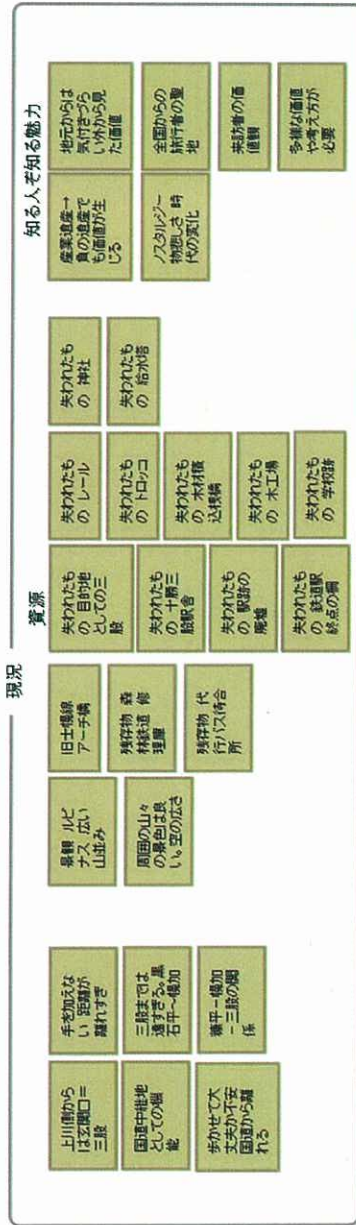 現況
上川側から
は玄関口＝
三股
国道中継地
としての機
能
歩かせて大
丈夫か不安
国道から離
れる
手を加えな
い 距離が
離れすぎ
三股までは
遠すぎる。黒
石平～幌加
糠平－幌加
－三股の関
係
資源
景観 ルピ
ナス 広い
山並み
周囲の山々
の景色は良
い。空の広さ
旧士幌線
アーチ橋
残存物 森
林鉄道 修
理庫
残存物 代
行バス待合
所
失われたも
の 目的地
としての三
股
失われたも
の 十勝三
股駅舎
失われたも
の 駅跡の
廃墟
失われたも
の 鉄道駅
終点の棚
失われたも
の レール
失われたも
の トロッコ
失われたも
の 木材積
込桟橋
失われたも
の 木工場
失われたも
の 学校跡
失われたも
の 神社
失われたも
の 給水塔
知る人ぞ知る魅力
産業遺産→
負の遺産で
も価値が生
じる
ノスタルジー
物悲しさ 時
代の変化
地元からは
気付きづら
い外から見
た価値
全国からの
旅行者の聖
地
来訪者の価
値観
多様な価値
や考え方が
必要